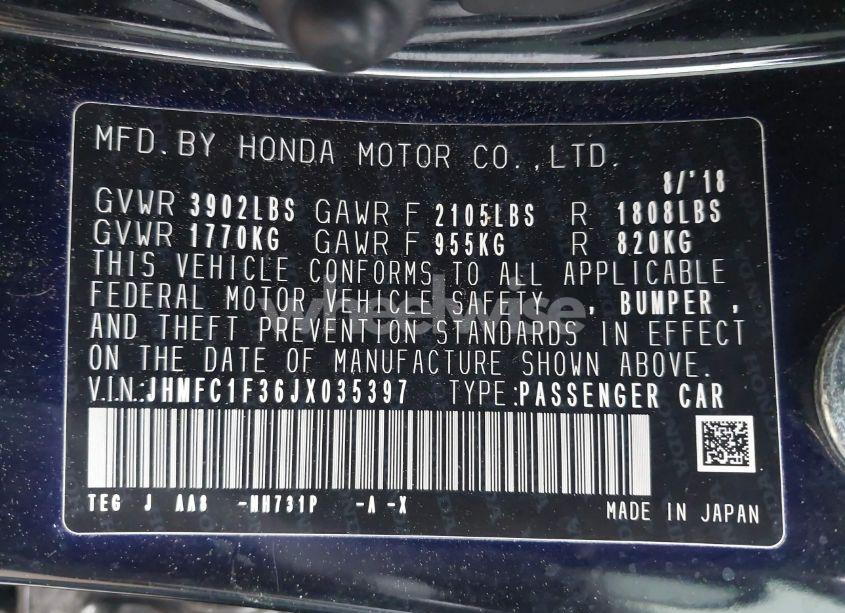 MFD. BY HONDA MOTOR CO., LTD.
8/'18
GVWR 3902LBS GAWR F 2105LBS R 1808LBS
GVWR 1770KG GAWR F 955KG R 820KG
THIS VEHICLE CONFORMS TO ALL APPLICABLE
FEDERAL MOTOR VEHICLE SAFETY, BUMPER,
AND THEFT PREVENTION STANDARDS IN EFFECT
ON THE DATE OF MANUFACTURE SHOWN ABOVE.
V.I.N.: JHMFC1F36JX035397 TYPE: PASSENGER CAR
TEG J AA8 -NH731P -A -X
MADE IN JAPAN
wheelwise
HONDA